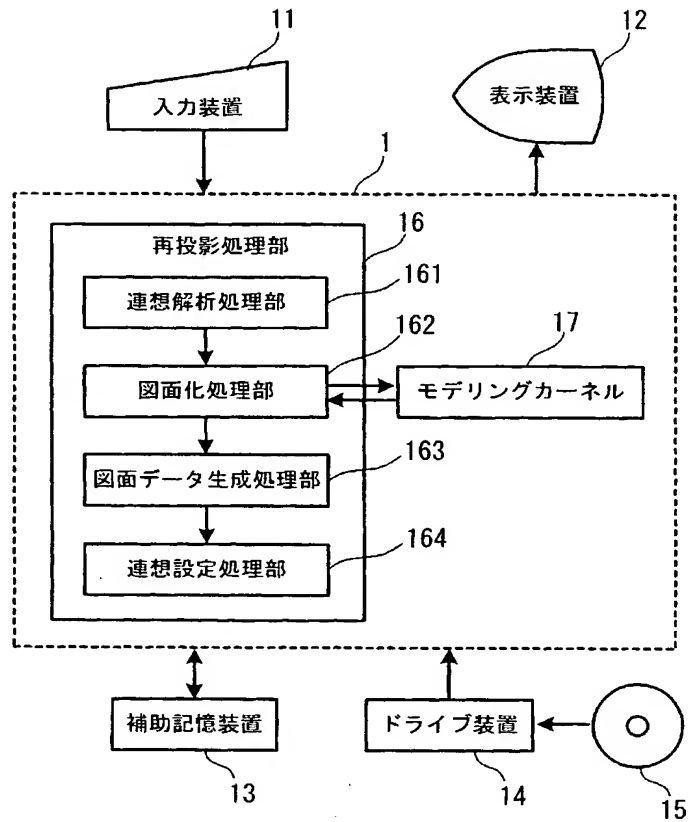 11
入力装置
12
表示装置
1
再投影処理部
16
連想解析処理部
161
図面化処理部
162
モデリングカーネル
17
図面データ生成処理部
163
連想設定処理部
164
補助記憶装置
13
ドライブ装置
14
15